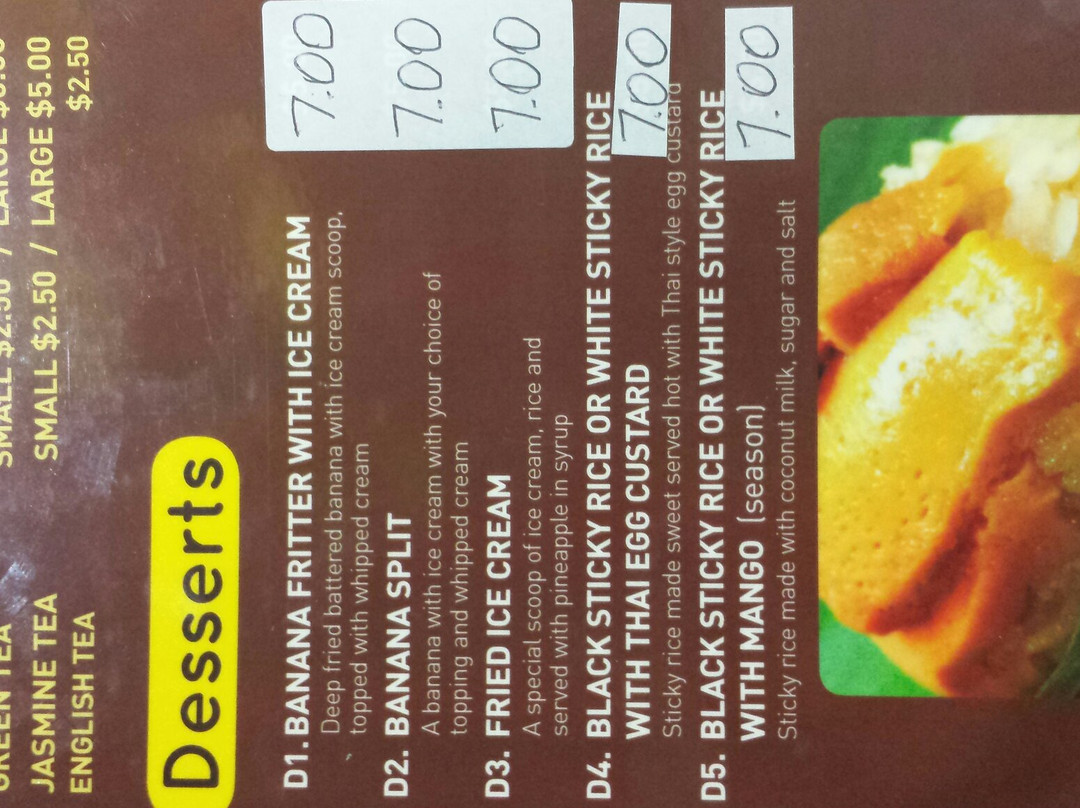 GREEN TEA SMALL $2.50 / LARGE
JASMINE TEA SMALL $2.50 / LARGE $5.00
ENGLISH TEA $2.50
Desserts
D1. BANANA FRITTER WITH ICE CREAM 7.00
Deep fried battered banana with ice cream scoop,
topped with whipped cream
D2. BANANA SPLIT 7.00
A banana with ice cream with your choice of
topping and whipped cream
D3. FRIED ICE CREAM 7.00
A special scoop of ice cream, rice and
served with pineapple in syrup
D4. BLACK STICKY RICE OR WHITE STICKY RICE
WITH THAI EGG CUSTARD 7.00
Sticky rice made sweet served hot with Thai style egg custard
D5. BLACK STICKY RICE OR WHITE STICKY RICE
WITH MANGO (season) 7.00
Sticky rice made with coconut milk, sugar and salt